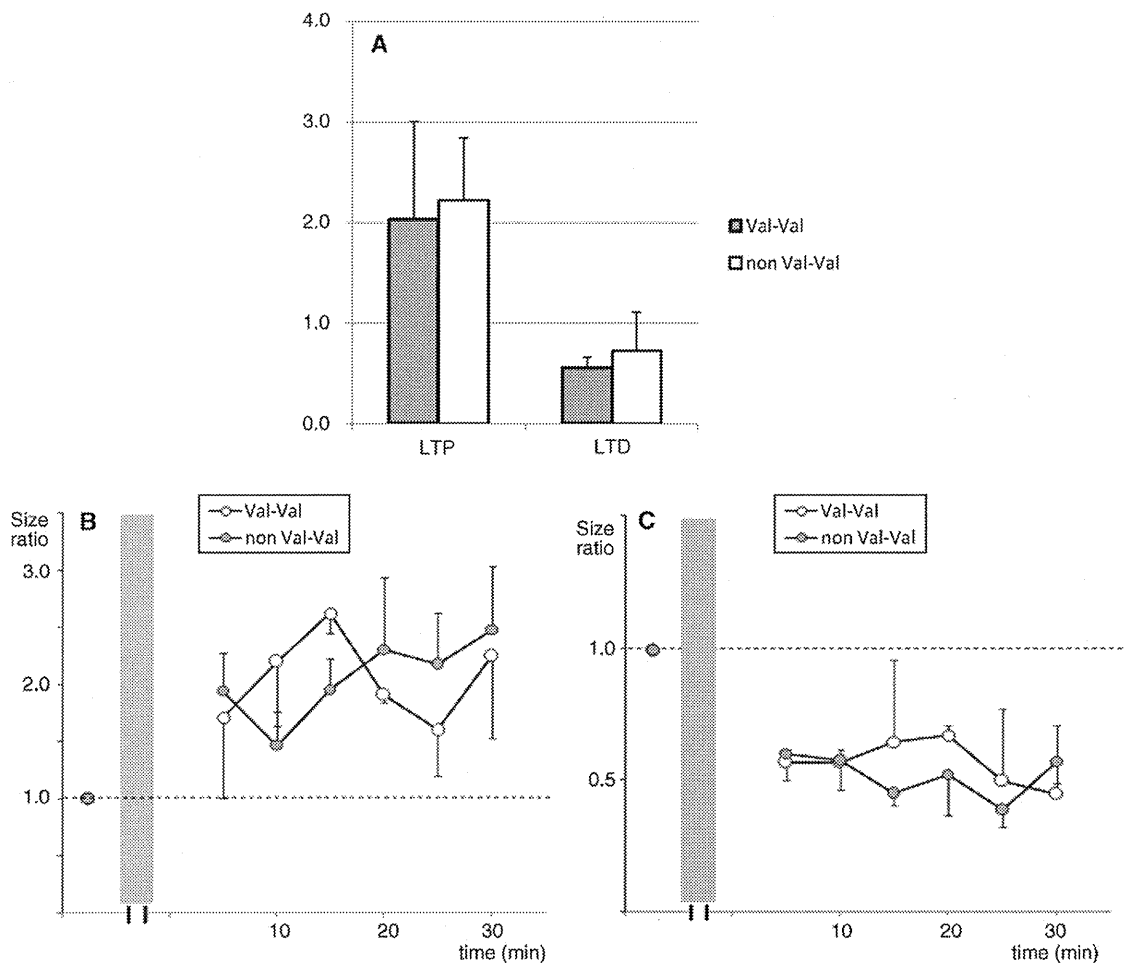 4.0
A
3.0
2.0
1.0
0.0
LTP LTD
Val-Val
non Val-Val
Size
ratio
B
Val-Val
non Val-Val
3.0
2.0
1.0
10 20 30
time (min)
Size
ratio
C
Val-Val
non Val-Val
1.0
0.5
10 20 30
time (min)